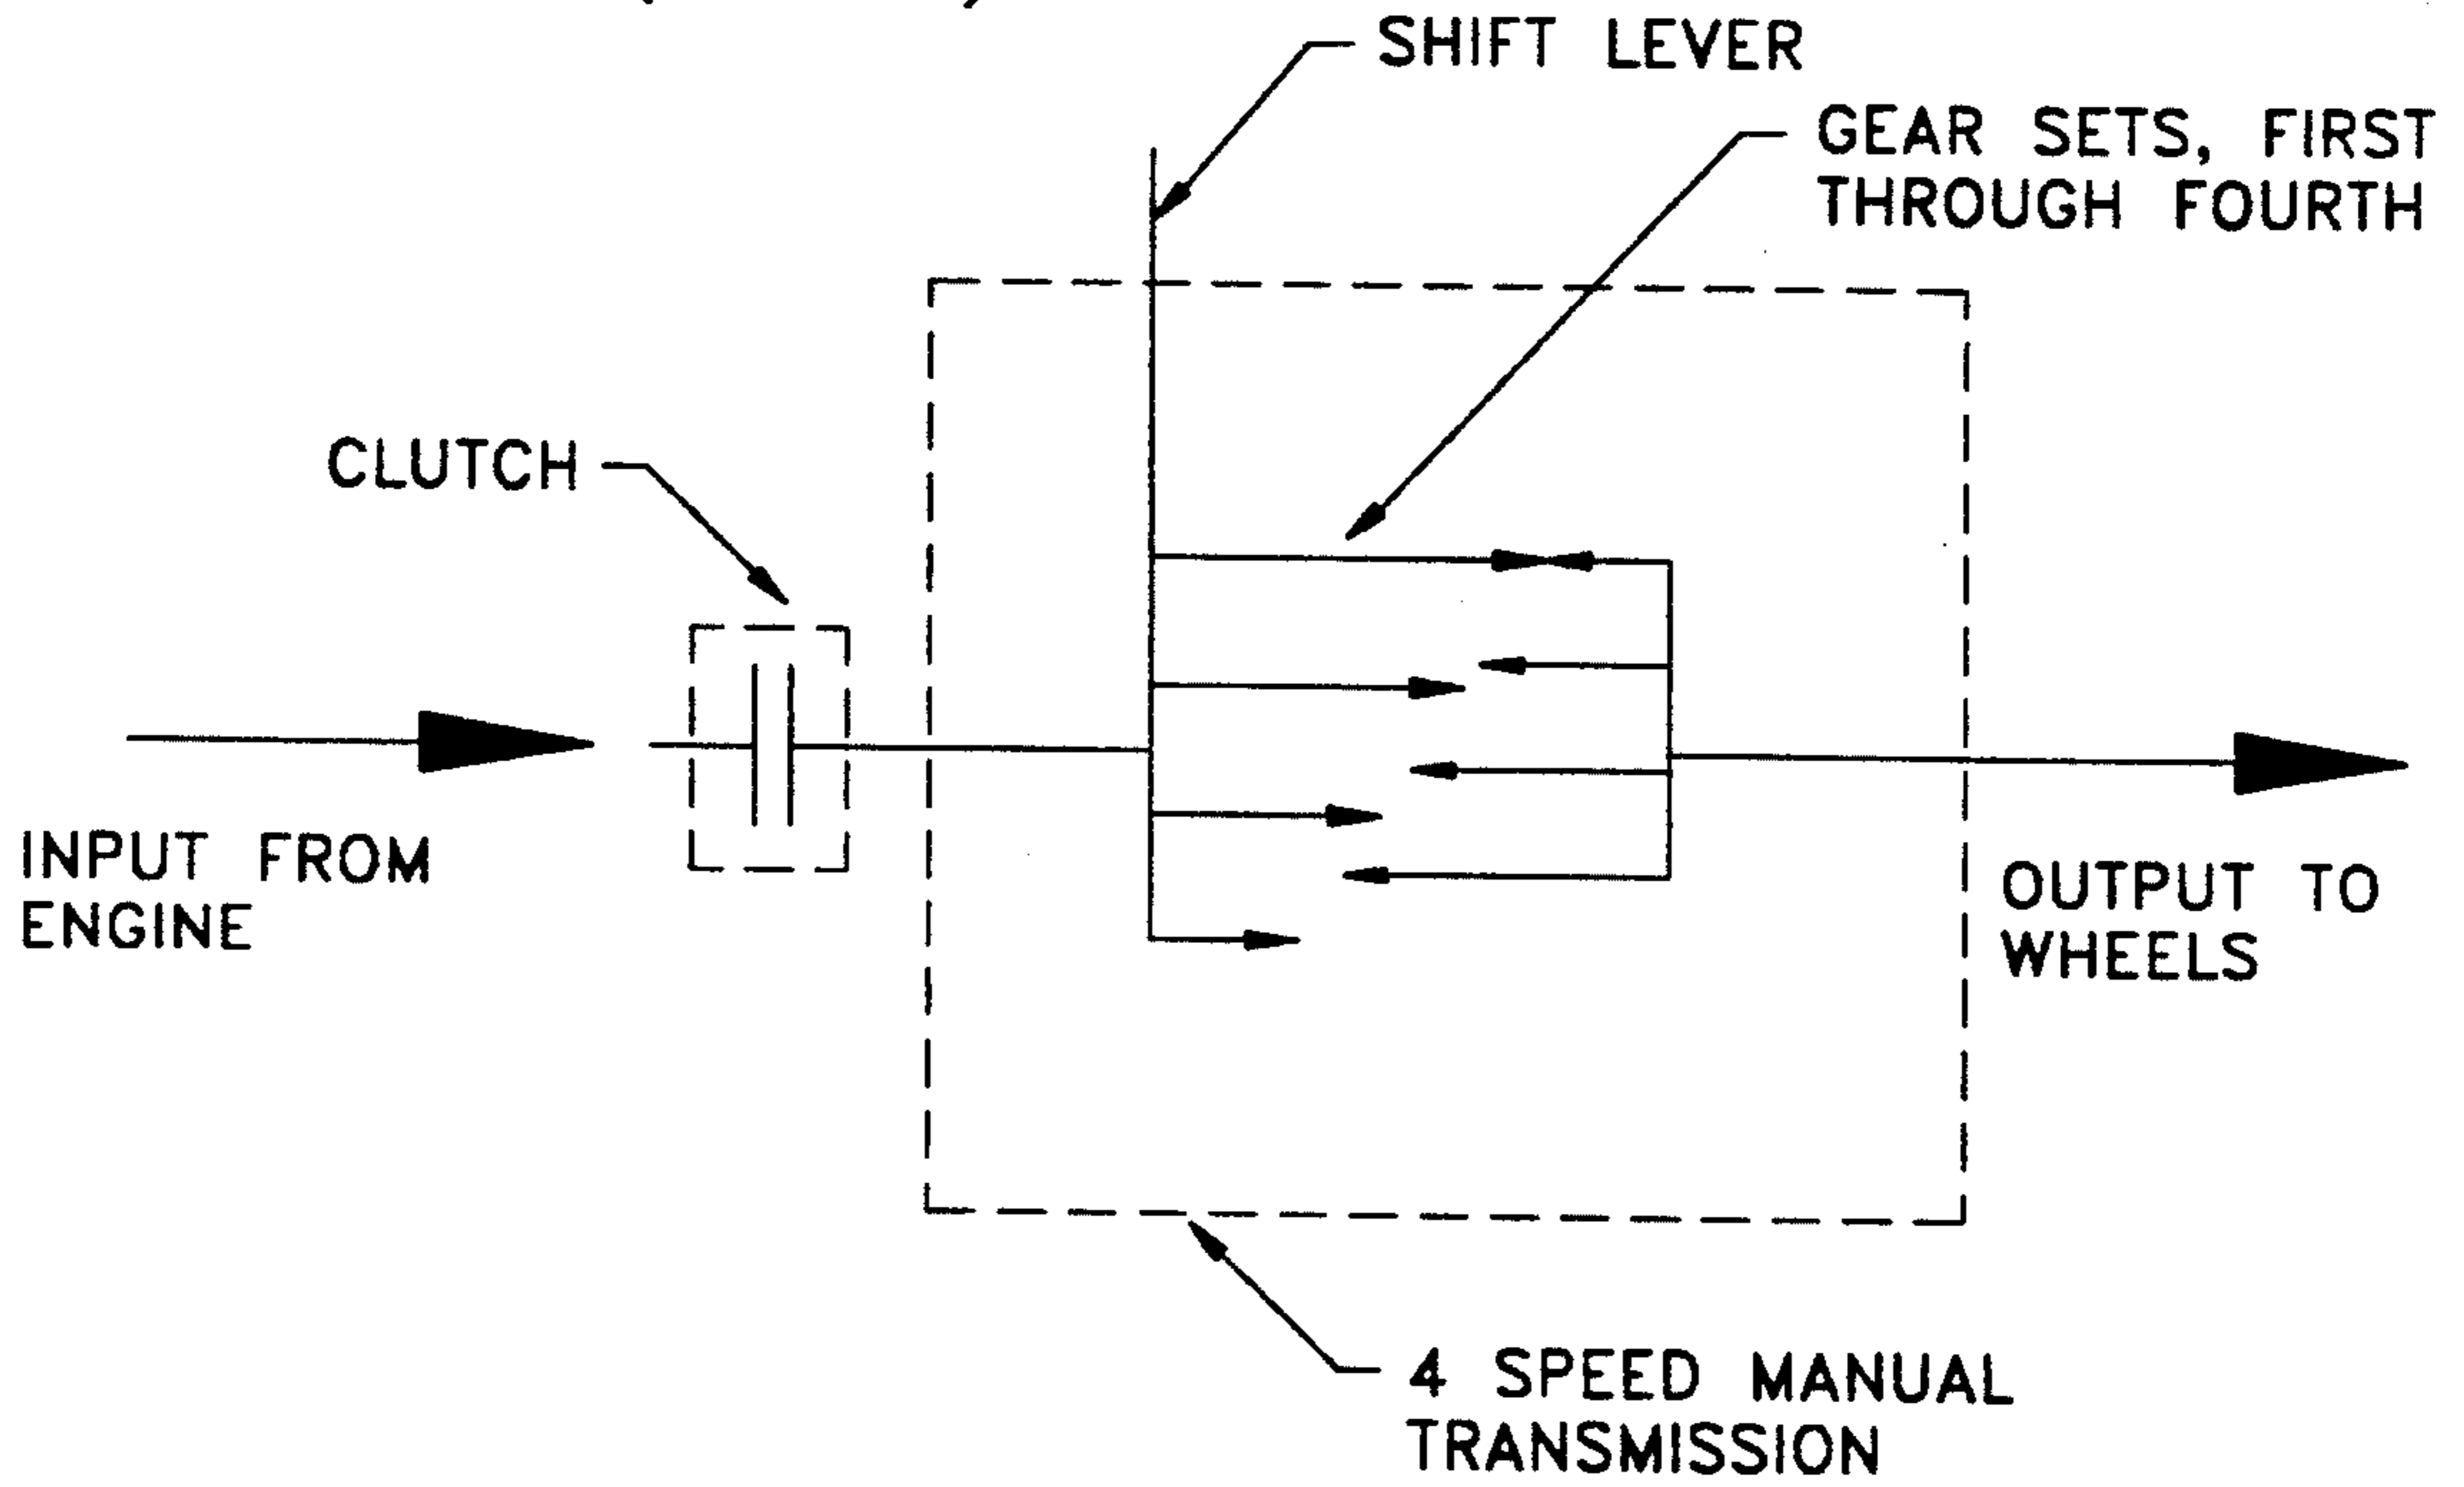 SHIFT LEVER
GEAR SETS, FIRST
THROUGH FOURTH
CLUTCH
INPUT FROM
ENGINE
OUTPUT TO
WHEELS
4 SPEED MANUAL
TRANSMISSION